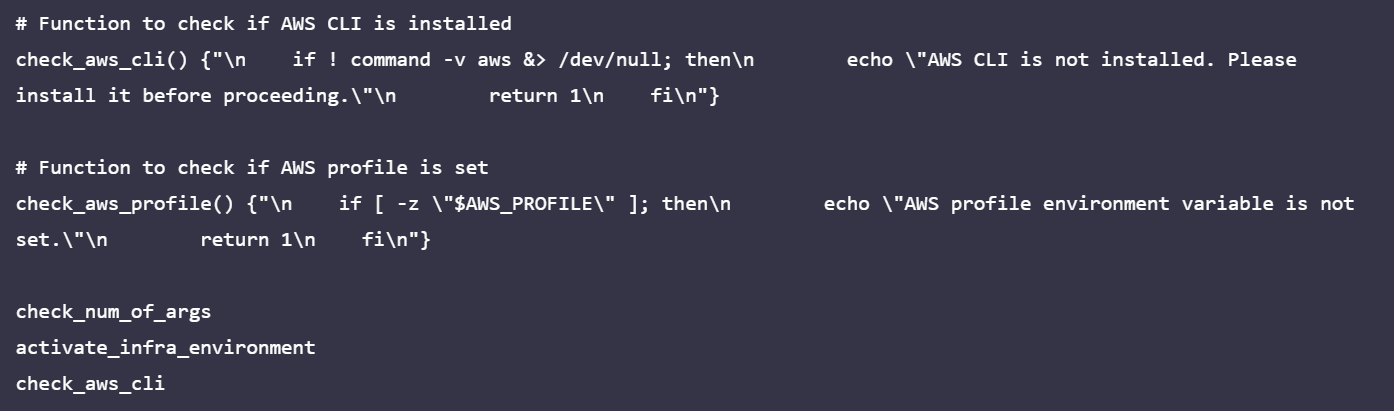 # Function to check if AWS CLI is installed
check_aws_cli() {"\n    if ! command -v aws &> /dev/null; then\n        echo \"AWS CLI is not installed. Please
install it before proceeding.\"\n        return 1\n    fi\n"}

# Function to check if AWS profile is set
check_aws_profile() {"\n    if [ -z \"$AWS_PROFILE\" ]; then\n        echo \"AWS profile environment variable is not
set.\"\n        return 1\n    fi\n"}

check_num_of_args
activate_infra_environment
check_aws_cli